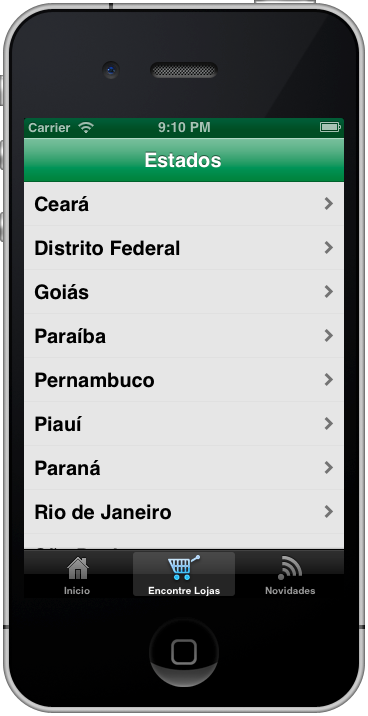 Carrier 9:10 PM
Estados
Ceará
Distrito Federal
Goiás
Paraíba
Pernambuco
Piauí
Paraná
Rio de Janeiro
Início Encontre Lojas Novidades